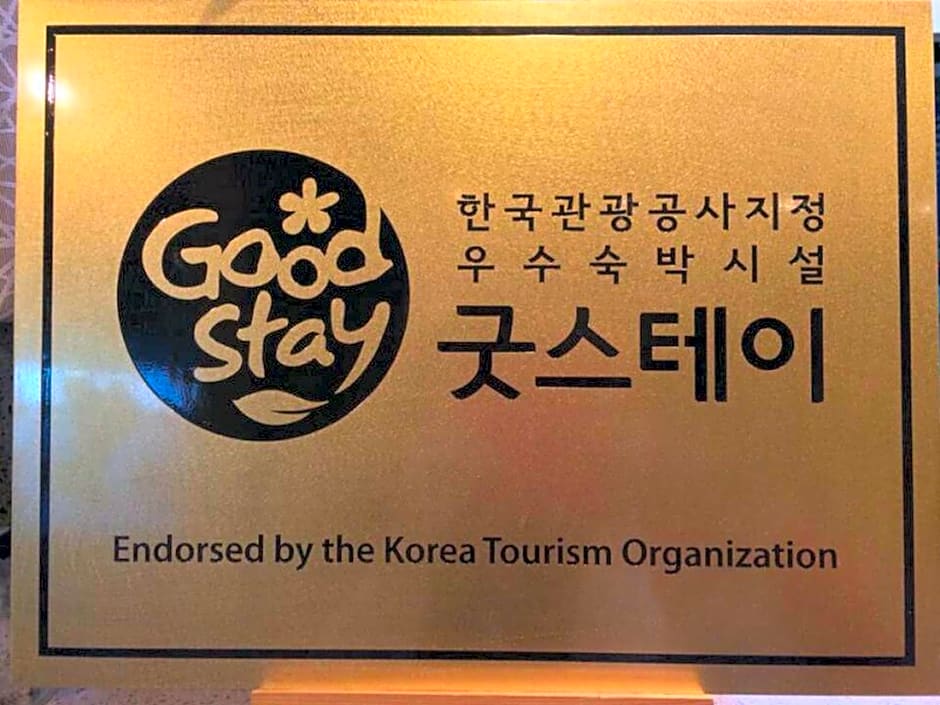 Good
stay
한국관광공사지정
우수숙박시설
굿스테이
Endorsed by the Korea Tourism Organization